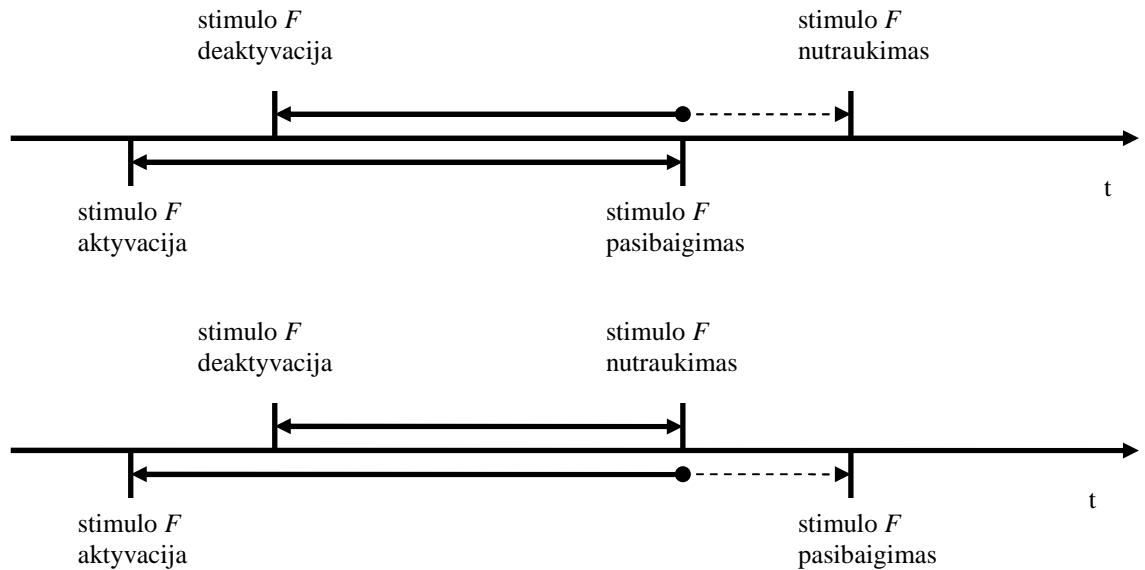 stimulo F
deaktyvacija
stimulo F
nutraukimas
t
stimulo F
aktyvacija
stimulo F
pasibaigimas
stimulo F
deaktyvacija
stimulo F
nutraukimas
t
stimulo F
aktyvacija
stimulo F
pasibaigimas